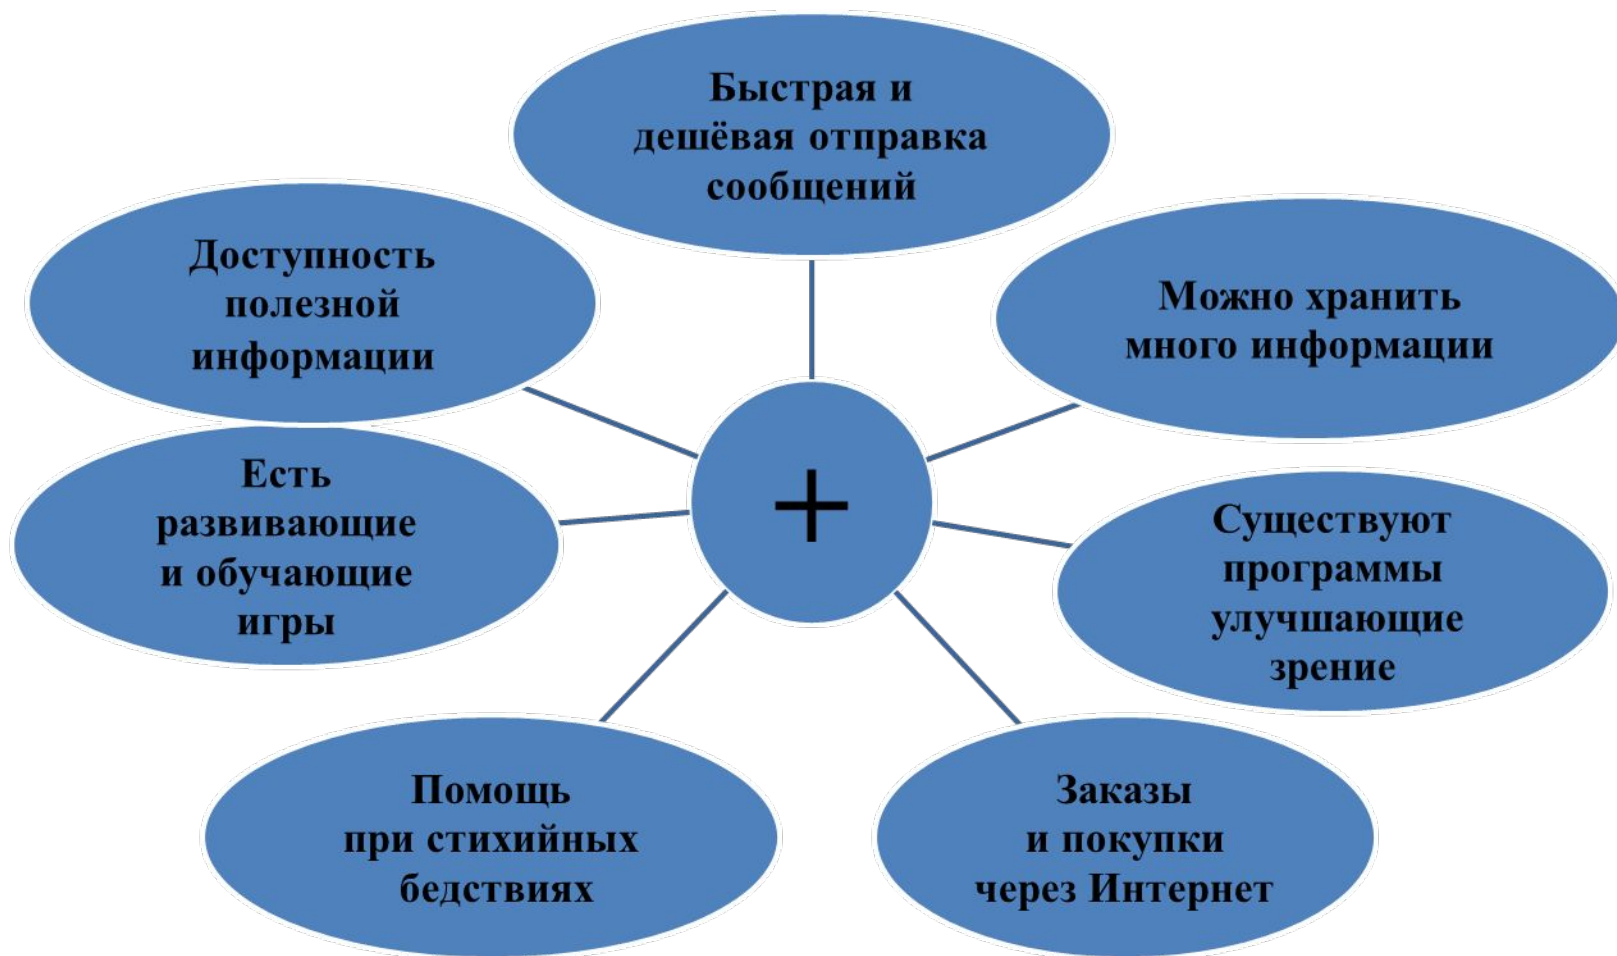 Быстрая и
дешёвая отправка
сообщений
Можно хранить
много информации
Существуют
программы
улучшающие
зрение
Заказы
и покупки
через Интернет
Помощь
при стихийных
бедствиях
Есть
развивающие
и обучающие
игры
Доступность
полезной
информации
+